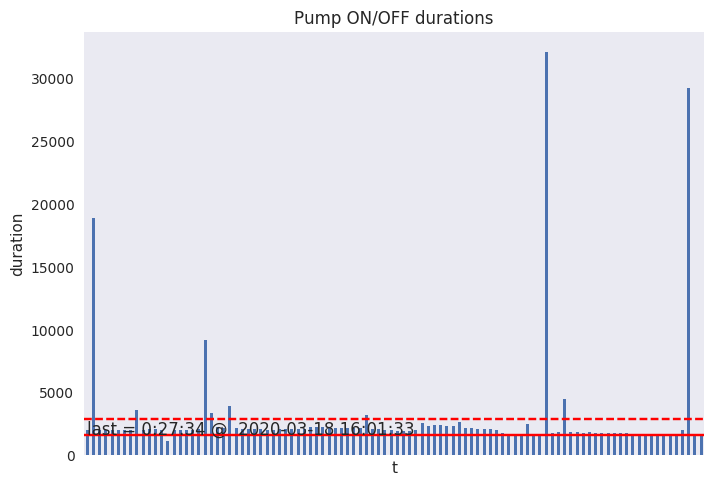 Pump ON/OFF durations
30000
25000
20000
15000
10000
5000
0
duration
last = 0:27:34 @ 2020-03-18 16:01:33
t